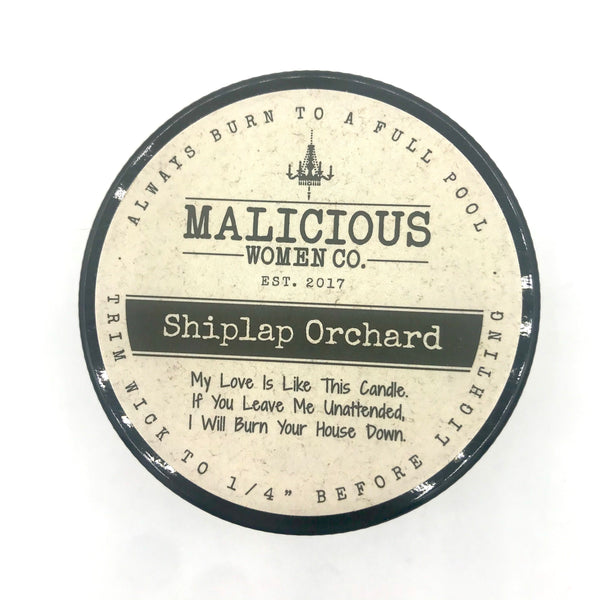 ALWAYS BURN TO A FULL POOL
MALICIOUS
WOMEN CO.
EST. 2017
Shiplap Orchard
My Love Is Like This Candle.
If You Leave Me Unattended,
I Will Burn Your House Down.
TRIM WICK TO 1/4" BEFORE LIGHTING